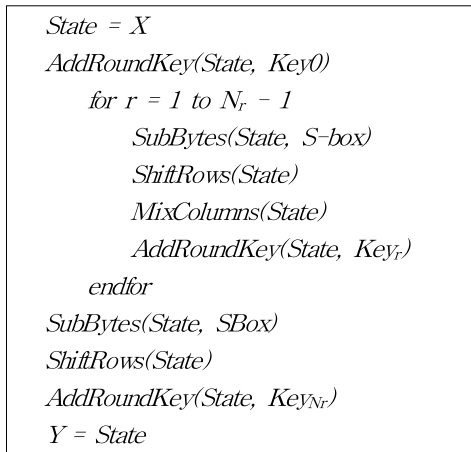 State = X
AddRoundKey(State, Key0)
for r = 1 to Nr - 1
SubBytes(State, S-box)
ShiftRows(State)
MixColumns(State)
AddRoundKey(State, Keyr)
endfor
SubBytes(State, SBox)
ShiftRows(State)
AddRoundKey(State, KeyNr)
Y = State